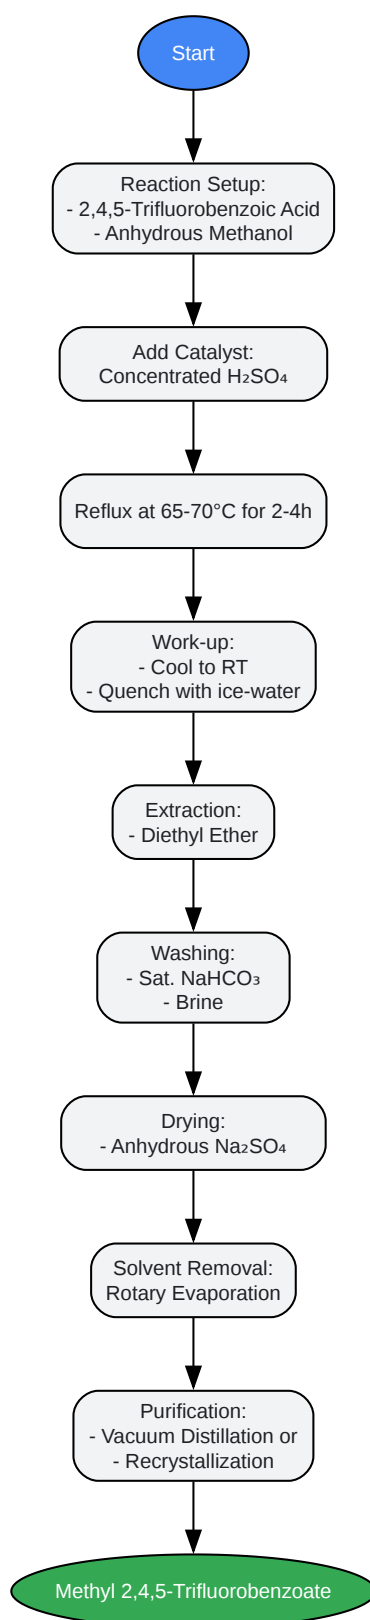 Start
Reaction Setup:
- 2,4,5-Trifluorobenzoic Acid
- Anhydrous Methanol
Add Catalyst:
Concentrated H₂SO₄
Reflux at 65-70°C for 2-4h
Work-up:
- Cool to RT
- Quench with ice-water
Extraction:
- Diethyl Ether
Washing:
- Sat. NaHCO₃
- Brine
Drying:
- Anhydrous Na₂SO₄
Solvent Removal:
Rotary Evaporation
Purification:
- Vacuum Distillation or
- Recrystallization
Methyl 2,4,5-Trifluorobenzoate